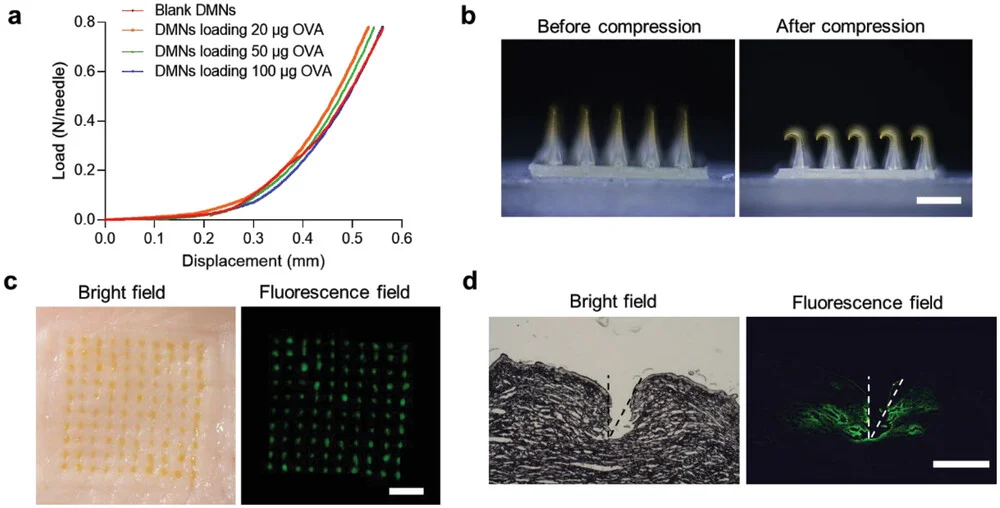 a
Blank DMNs
DMNs loading 20 µg OVA
DMNs loading 50 µg OVA
DMNs loading 100 µg OVA
Load (N/needle)
0.8
0.6
0.4
0.2
0.0
0.0 0.1 0.2 0.3 0.4 0.5 0.6
Displacement (mm)
b
Before compression
After compression
c
Bright field
Fluorescence field
d
Bright field
Fluorescence field